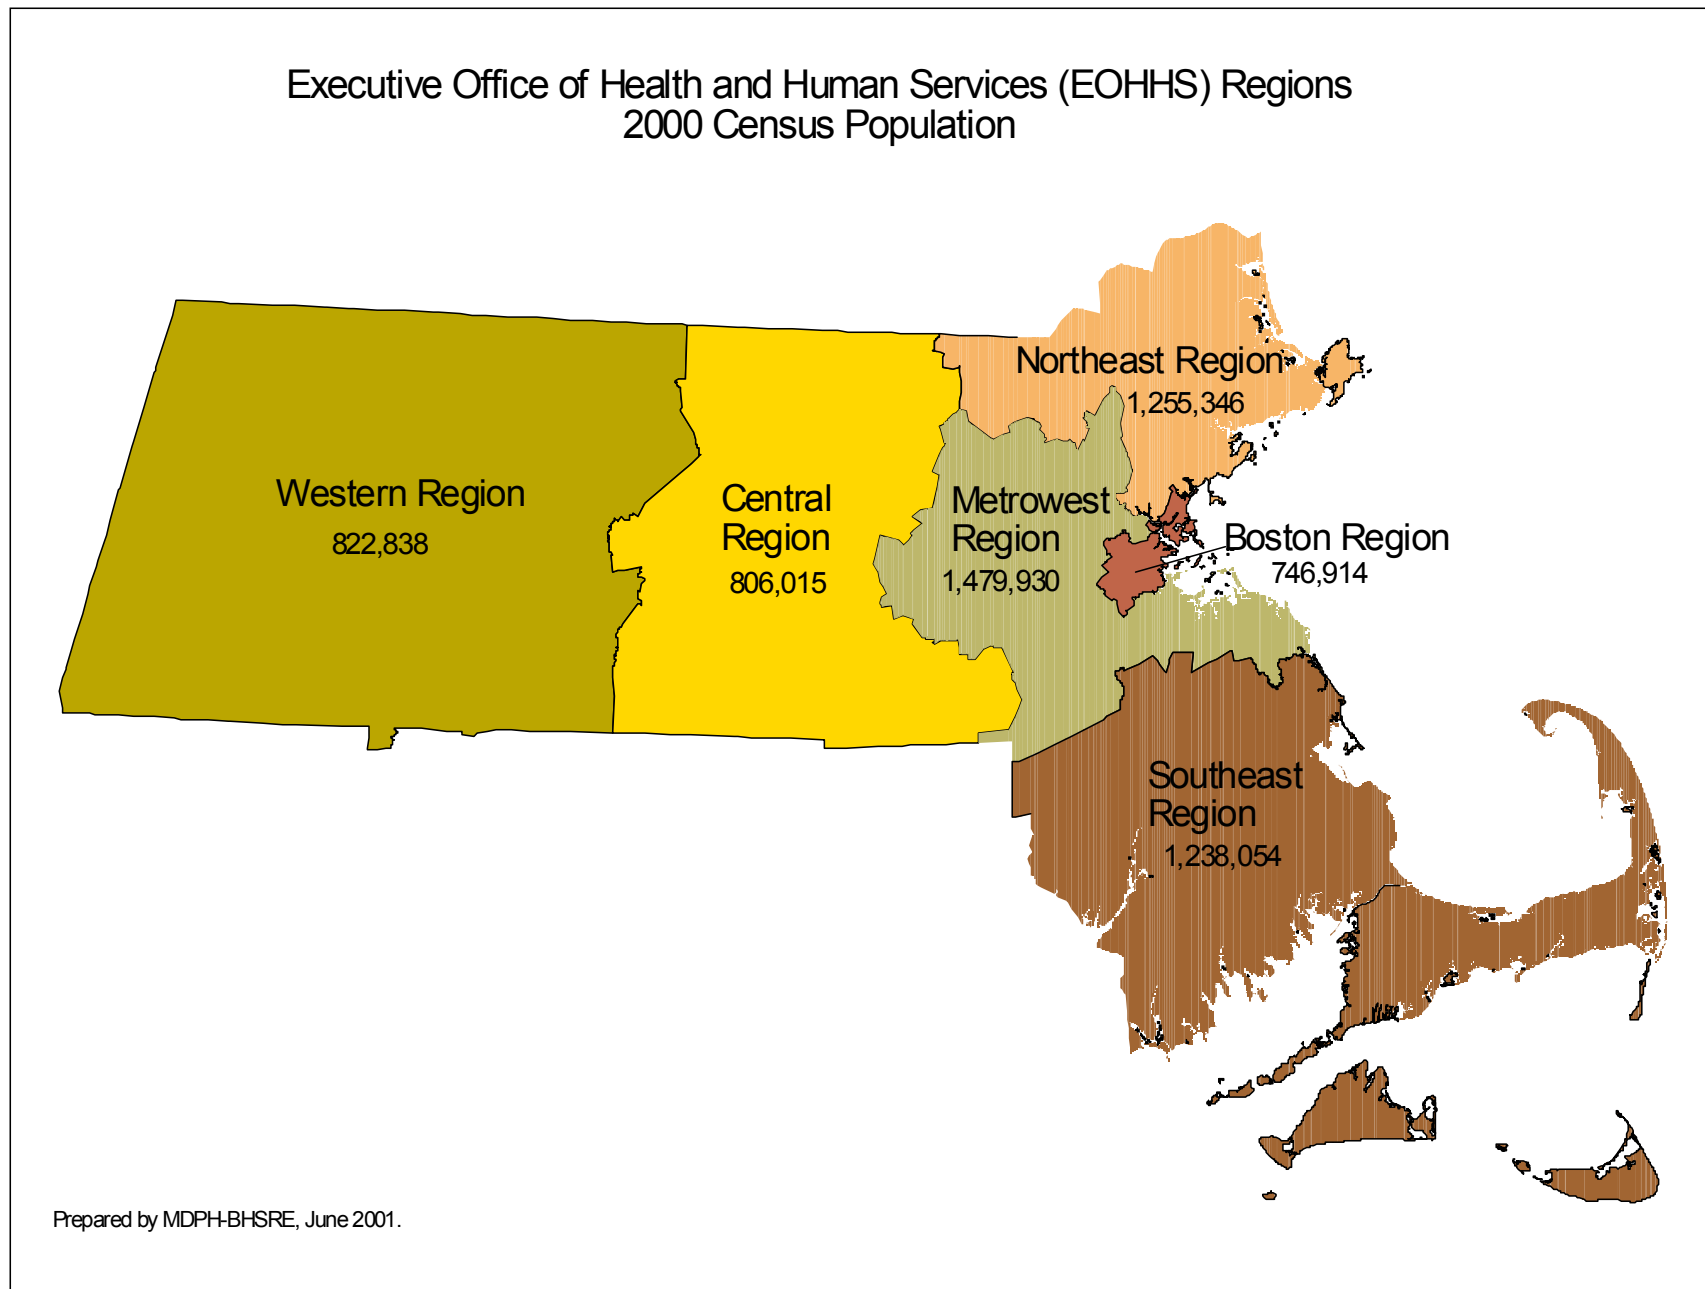 Executive Office of Health and Human Services (EOHHS) Regions
2000 Census Population
Northeast Region
1,255,346
Western Region
822,838
Central
Region
806,015
Metrowest
Region
1,479,930
Boston Region
746,914
Southeast
Region
1,238,054
Prepared by MDPH-BHSRE, June 2001.